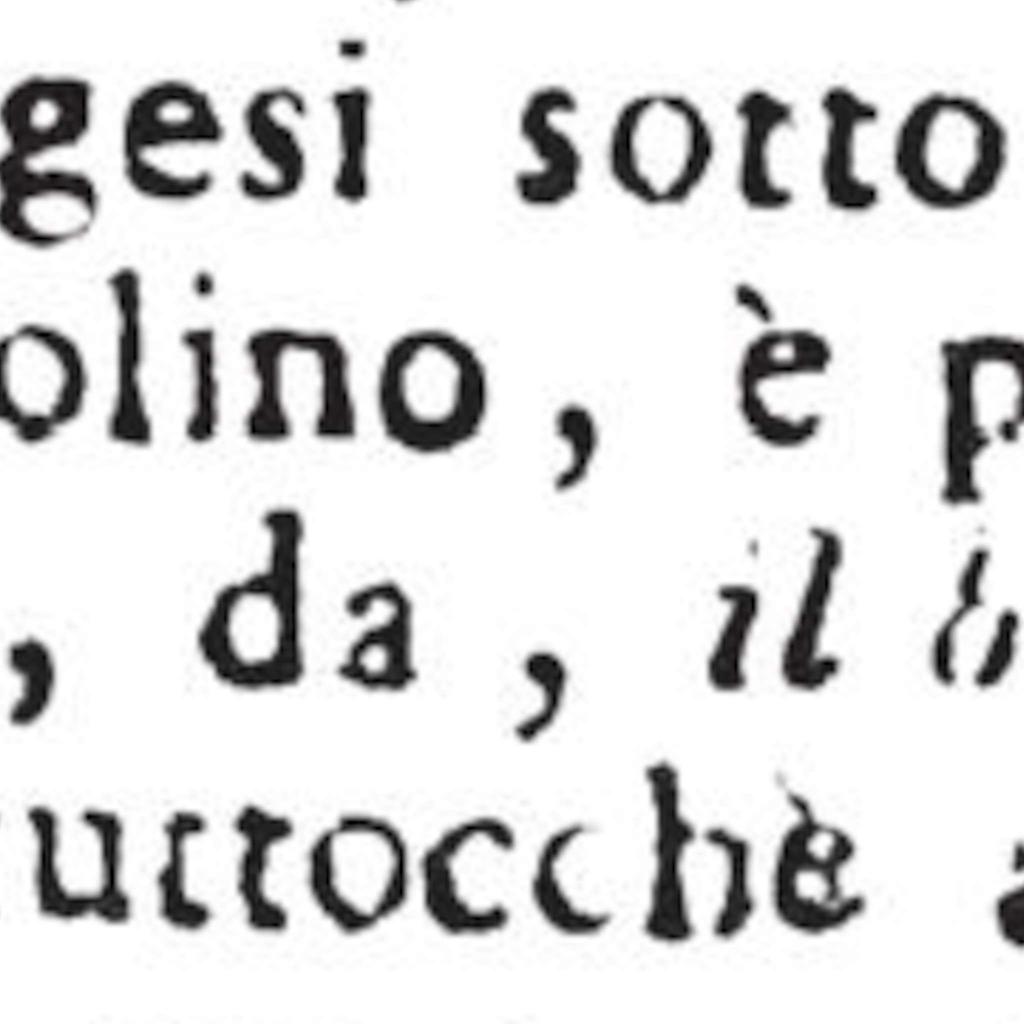 gesi sotto
olino, è p
, da, il
uttocchè a